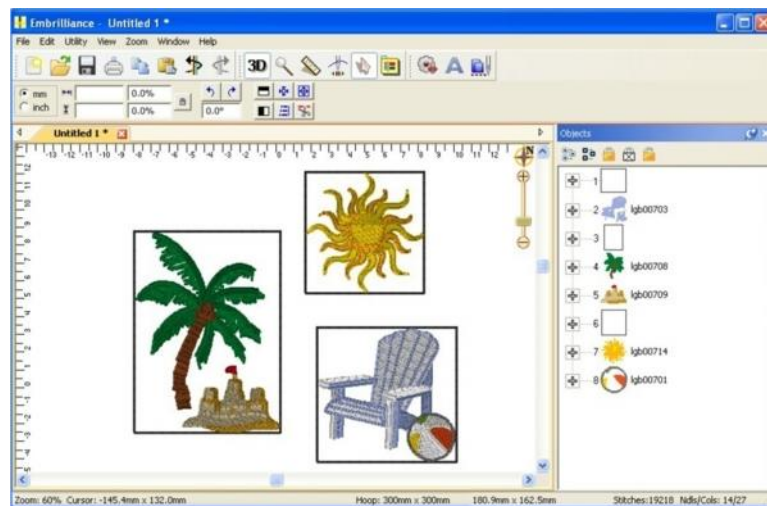 Embrilliance - Untitled 1 *
File Edit Utility View Zoom Window Help
3D
mm 0.0%
inch 0.0% 0.0°
Untitled 1 *
Objects
-13 -12 -11 -10 -9 -8 -7 -6 -5 -4 -3 -2 -1 0 1 2 3 4 5 6 7 8 9 10 11 12
N
1
2 lgb00703
3
4 lgb00708
5 lgb00709
6
7 lgb00714
8 lgb00701
Zoom: 60% Cursor: -145.4mm x 132.0mm Hoop: 300mm x 300mm 180.9mm x 162.5mm Stitches:19218 Ndls/Cols: 14/27